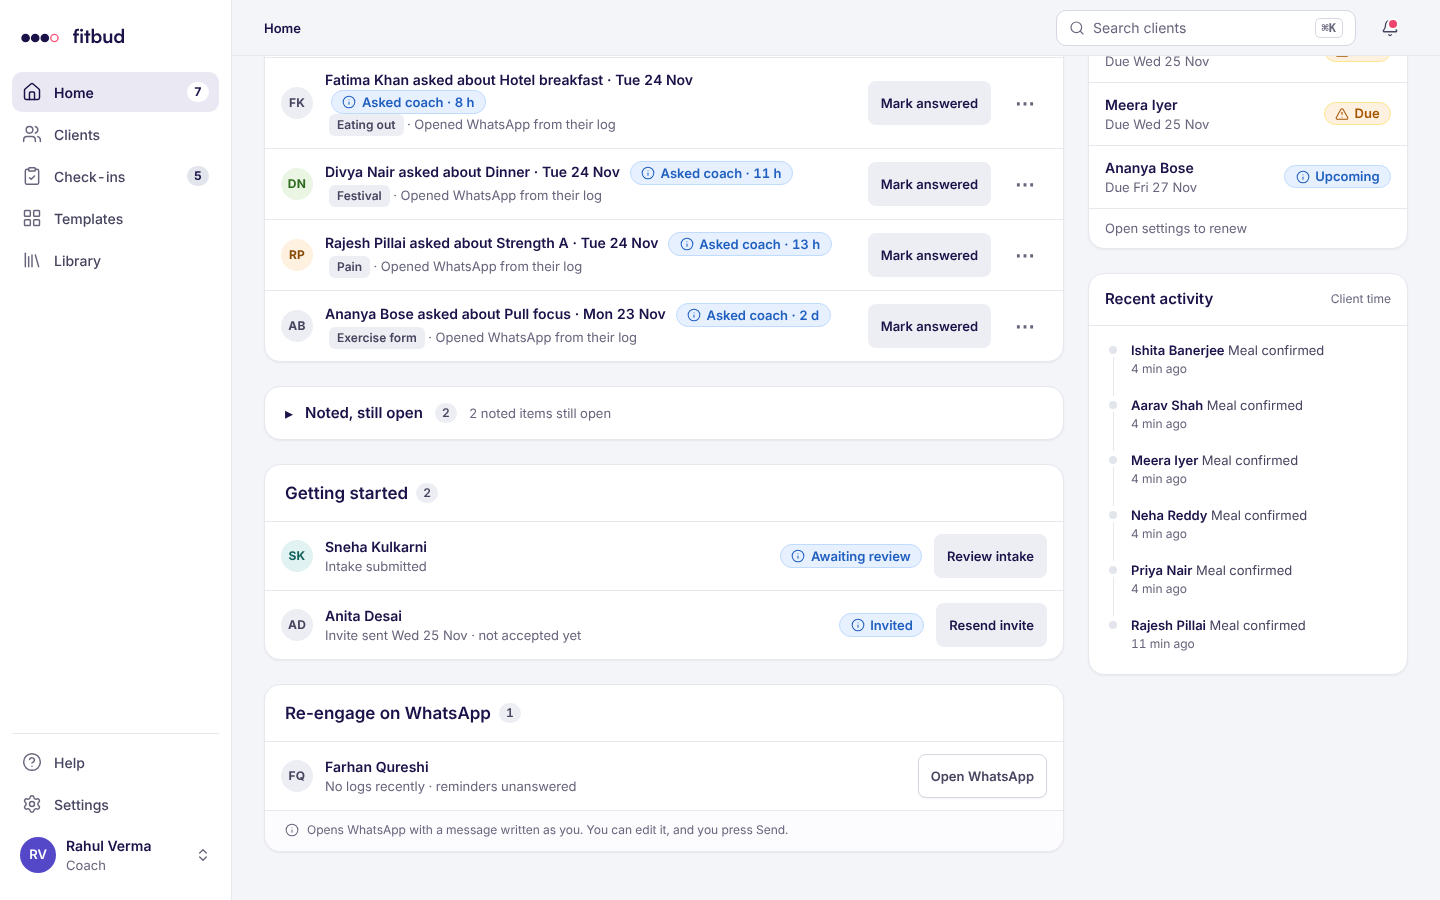 fitbud
Home 7
Clients
Check-ins 5
Templates
Library
Help
Settings
RV Rahul Verma
Coach
Home
Search clients ⌘K
Fatima Khan asked about Hotel breakfast · Tue 24 Nov
FK
Asked coach · 8 h
Eating out · Opened WhatsApp from their log
Mark answered
DN
Divya Nair asked about Dinner · Tue 24 Nov Asked coach · 11 h
Festival · Opened WhatsApp from their log
Mark answered
RP
Rajesh Pillai asked about Strength A · Tue 24 Nov Asked coach · 13 h
Pain · Opened WhatsApp from their log
Mark answered
AB
Ananya Bose asked about Pull focus · Mon 23 Nov Asked coach · 2 d
Exercise form · Opened WhatsApp from their log
Mark answered
Noted, still open 2 2 noted items still open
Getting started 2
SK
Sneha Kulkarni
Intake submitted
Awaiting review Review intake
AD
Anita Desai
Invite sent Wed 25 Nov · not accepted yet
Invited Resend invite
Re-engage on WhatsApp 1
FQ
Farhan Qureshi
No logs recently · reminders unanswered
Open WhatsApp
Opens WhatsApp with a message written as you. You can edit it, and you press Send.
Due Wed 25 Nov
Meera Iyer
Due Wed 25 Nov
Due
Ananya Bose
Due Fri 27 Nov
Upcoming
Open settings to renew
Recent activity Client time
Ishita Banerjee Meal confirmed
4 min ago
Aarav Shah Meal confirmed
4 min ago
Meera Iyer Meal confirmed
4 min ago
Neha Reddy Meal confirmed
4 min ago
Priya Nair Meal confirmed
4 min ago
Rajesh Pillai Meal confirmed
11 min ago